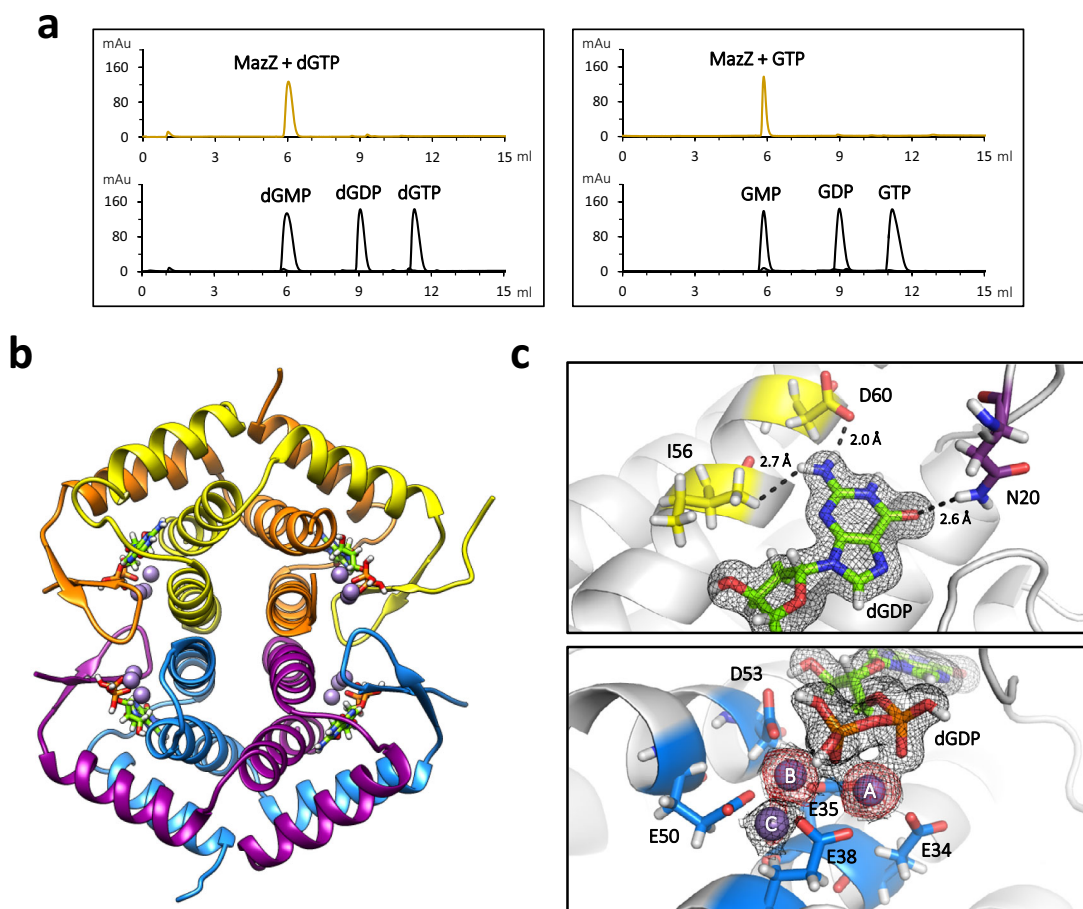 a
mAu
160
80
0
MazZ + dGTP
0 3 6 9 12 15 ml
mAu
160
80
0
dGMP dGDP dGTP
0 3 6 9 12 15 ml
mAu
160
80
0
MazZ + GTP
0 3 6 9 12 15 ml
mAu
160
80
0
GMP GDP GTP
0 3 6 9 12 15 ml
b
c
D60
2.0 Å
I56
2.7 Å
N20
2.6 Å
dGDP
D53
dGDP
B
A
E35
E50
C
E38
E34